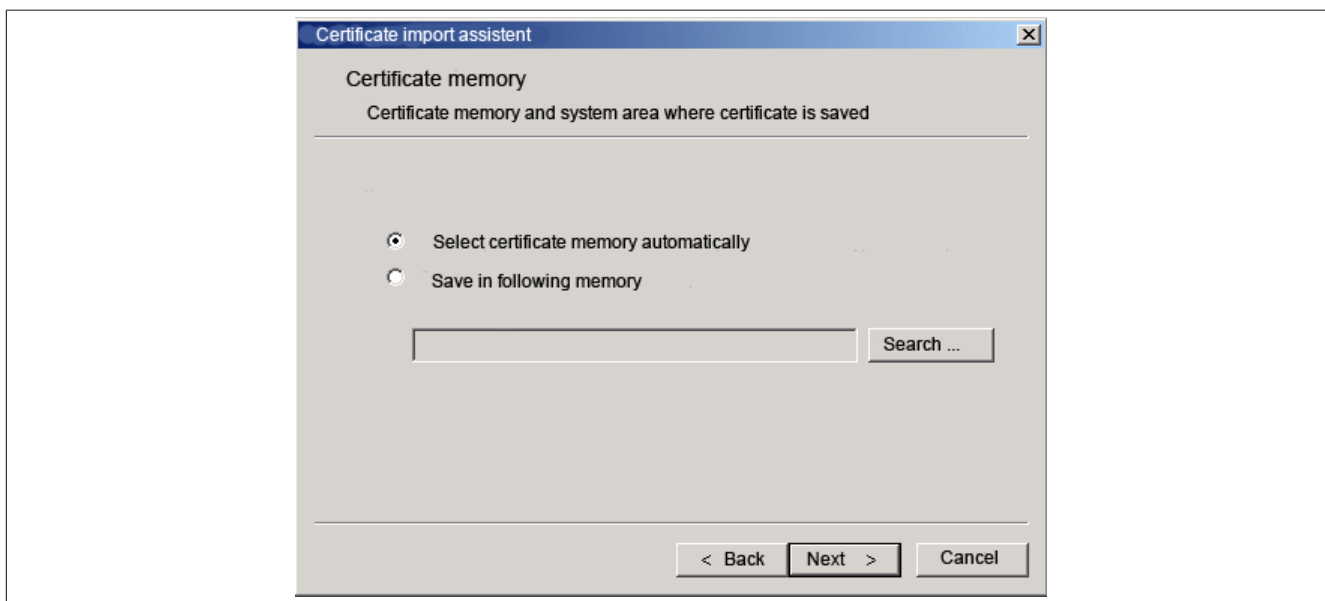 Certificate import assistent
Certificate memory
Certificate memory and system area where certificate is saved
Select certificate memory automatically
Save in following memory
Search ...
< Back Next > Cancel